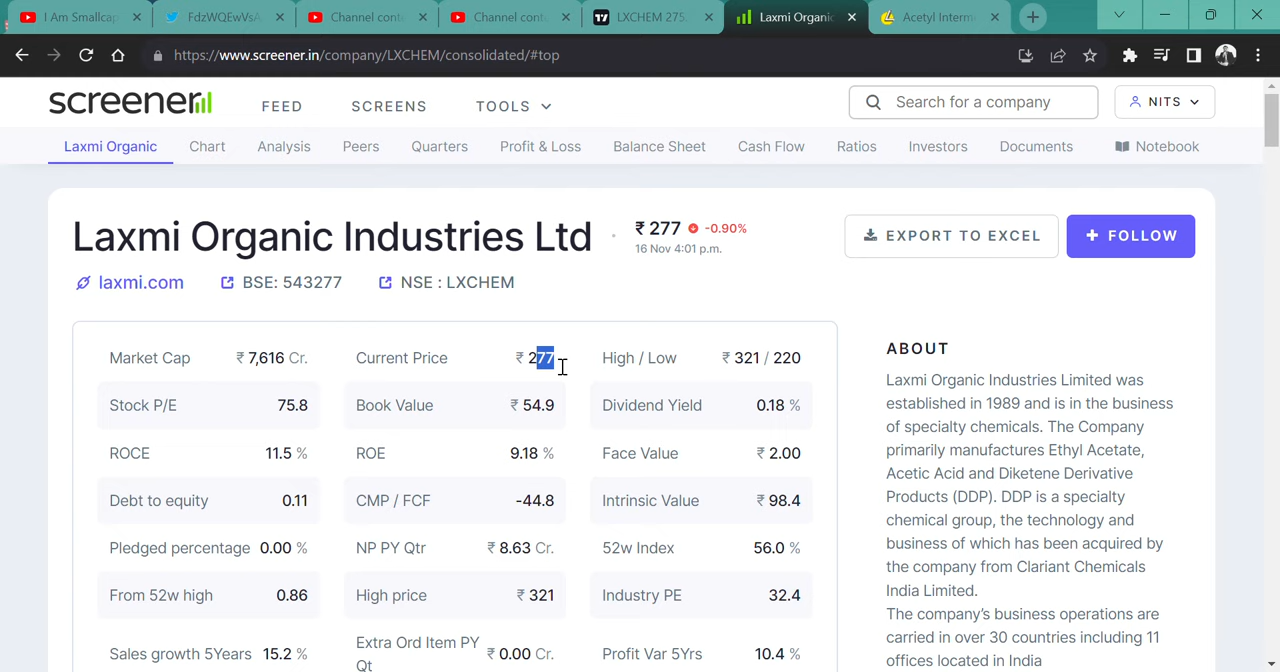 I Am Smallcap
FdzWQEwVsA
Channel cont
Channel cont
LXCHEM 275.
Laxmi Organic
Acetyl Interm
https://www.screener.in/company/LXCHEM/consolidated/#top
screener
FEED
SCREENS
TOOLS
Search for a company
NITS
Laxmi Organic
Chart
Analysis
Peers
Quarters
Profit & Loss
Balance Sheet
Cash Flow
Ratios
Investors
Documents
Notebook
Laxmi Organic Industries Ltd
₹ 277 -0.90%
16 Nov 4:01 p.m.
EXPORT TO EXCEL
+ FOLLOW
laxmi.com
BSE: 543277
NSE : LXCHEM
Market Cap ₹ 7,616 Cr.
Current Price ₹ 277
High / Low ₹ 321 / 220
Stock P/E 75.8
Book Value ₹ 54.9
Dividend Yield 0.18 %
ROCE 11.5 %
ROE 9.18 %
Face Value ₹ 2.00
Debt to equity 0.11
CMP / FCF -44.8
Intrinsic Value ₹ 98.4
Pledged percentage 0.00 %
NP PY Qtr ₹ 8.63 Cr.
52w Index 56.0 %
From 52w high 0.86
High price ₹ 321
Industry PE 32.4
Sales growth 5Years 15.2 %
Extra Ord Item PY
Qt ₹ 0.00 Cr.
Profit Var 5Yrs 10.4 %
ABOUT
Laxmi Organic Industries Limited was
established in 1989 and is in the business
of specialty chemicals. The Company
primarily manufactures Ethyl Acetate,
Acetic Acid and Diketene Derivative
Products (DDP). DDP is a specialty
chemical group, the technology and
business of which has been acquired by
the company from Clariant Chemicals
India Limited.
The company's business operations are
carried in over 30 countries including 11
offices located in India